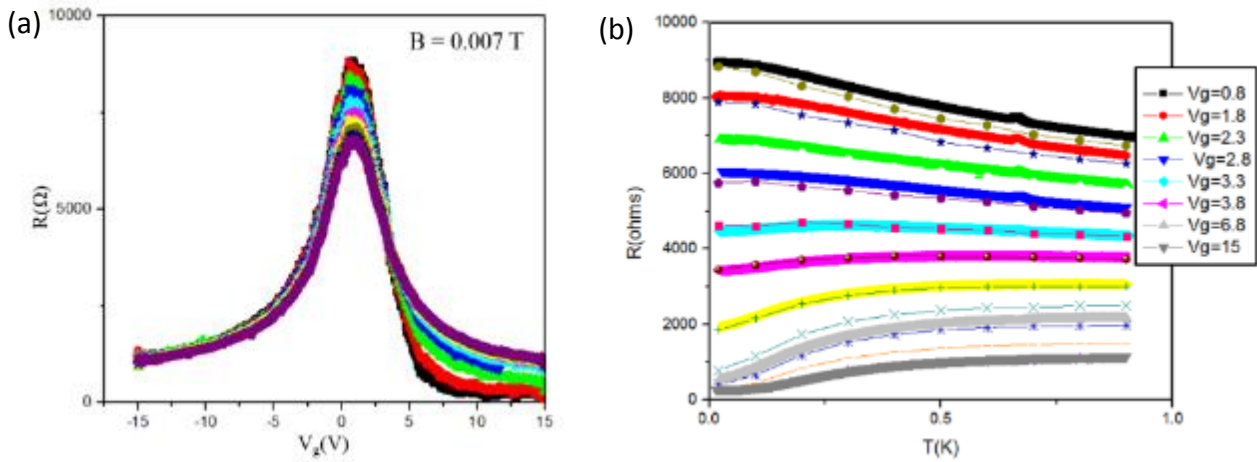 (a)
B = 0.007 T
10000
5000
0
R(Ω)
-15
-10
-5
0
5
10
15
Vg(V)
(b)
10000
8000
6000
4000
2000
0
R(ohms)
0.0
0.5
1.0
T(K)
Vg=0.8
Vg=1.8
Vg=2.3
Vg=2.8
Vg=3.3
Vg=3.8
Vg=6.8
Vg=15